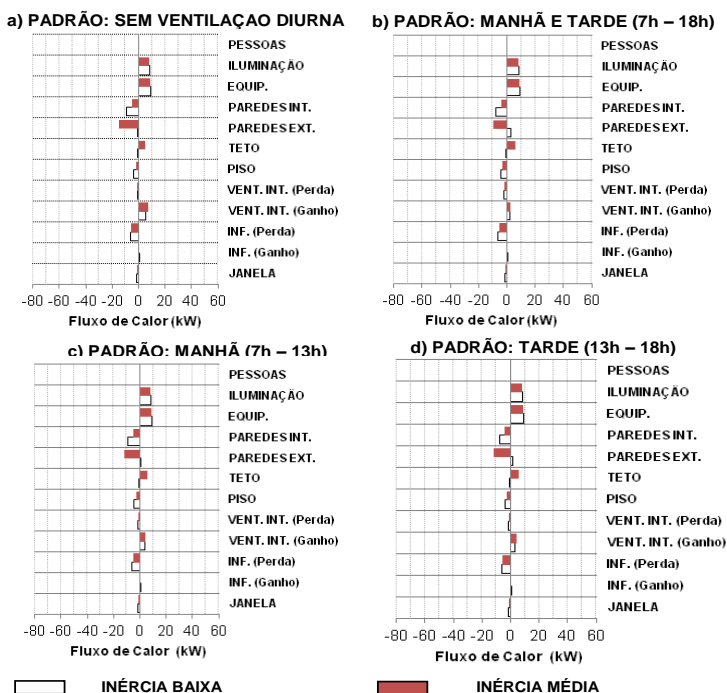 a) PADRÃO: SEM VENTILAÇAO DIURNA
PESSOAS
ILUMINAÇÃO
EQUIP.
PAREDES INT.
PAREDES EXT.
TETO
PISO
VENT. INT. (Perda)
VENT. INT. (Ganho)
INF. (Perda)
INF. (Ganho)
JANELA
-80 -60 -40 -20 0 20 40 60
Fluxo de Calor (kW)
b) PADRÃO: MANHÃ E TARDE (7h – 18h)
PESSOAS
ILUMINAÇÃO
EQUIP.
PAREDES INT.
PAREDES EXT.
TETO
PISO
VENT. INT. (Perda)
VENT. INT. (Ganho)
INF. (Perda)
INF. (Ganho)
JANELA
-80 -60 -40 -20 0 20 40 60
Fluxo de Calor (kW)
c) PADRÃO: MANHÃ (7h – 13h)
PESSOAS
ILUMINAÇÃO
EQUIP.
PAREDES INT.
PAREDES EXT.
TETO
PISO
VENT. INT. (Perda)
VENT. INT. (Ganho)
INF. (Perda)
INF. (Ganho)
JANELA
-80 -60 -40 -20 0 20 40 60
Fluxo de Calor (kW)
d) PADRÃO: TARDE (13h – 18h)
PESSOAS
ILUMINAÇÃO
EQUIP.
PAREDES INT.
PAREDES EXT.
TETO
PISO
VENT. INT. (Perda)
VENT. INT. (Ganho)
INF. (Perda)
INF. (Ganho)
JANELA
-80 -60 -40 -20 0 20 40 60
Fluxo de Calor (kW)
INÉRCIA BAIXA
INÉRCIA MÉDIA